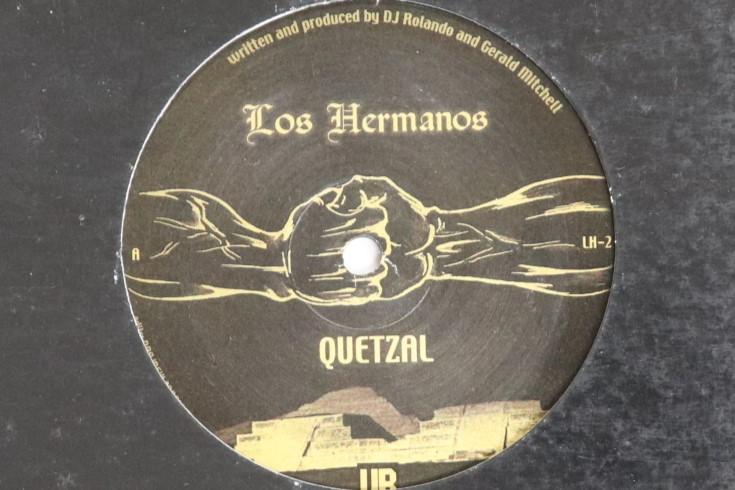 written and produced by DJ Rolando and Gerald Mitchell
Los Hermanos
A
LH-2
QUETZAL
UR